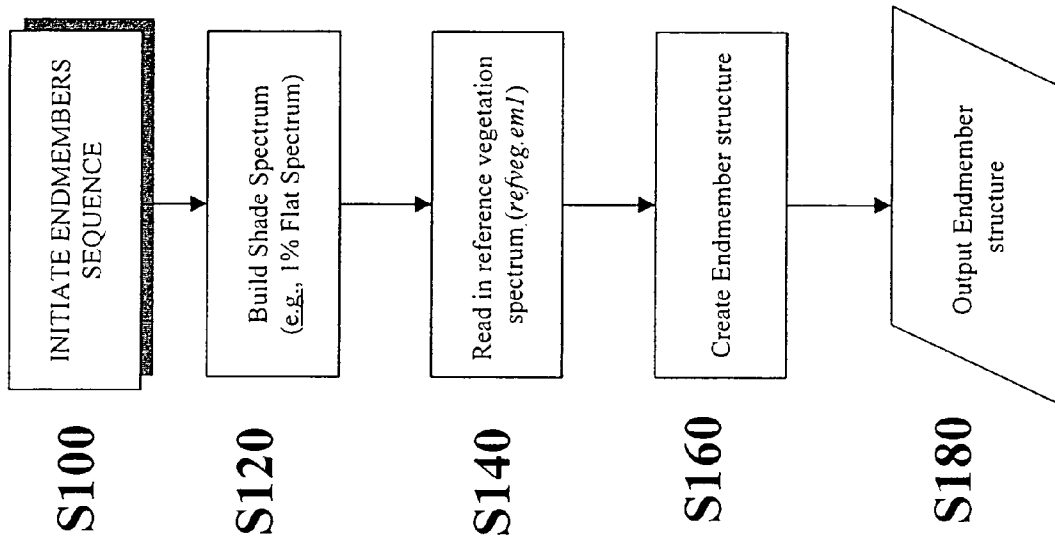 S100
INITIATE ENDMEMBERS
SEQUENCE
S120
Build Shade Spectrum
(e.g., 1% Flat Spectrum)
S140
Read in reference vegetation
spectrum (refveg.em1)
S160
Create Endmember structure
S180
Output Endmember
structure